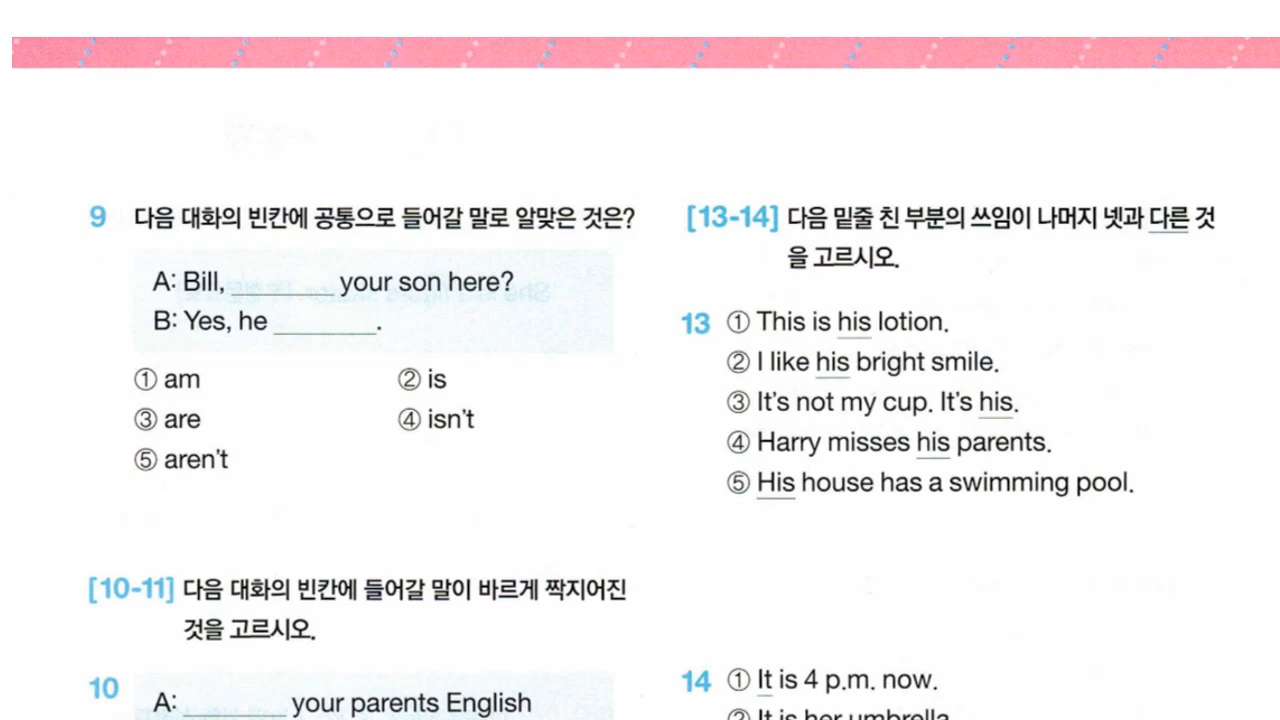 9 다음 대화의 빈칸에 공통으로 들어갈 말로 알맞은 것은?
A: Bill, ________ your son here?
B: Yes, he ________.
① am ② is
③ are ④ isn't
⑤ aren't
[10-11] 다음 대화의 빈칸에 들어갈 말이 바르게 짝지어진
것을 고르시오.
10 A: ________ your parents English
[13-14] 다음 밑줄 친 부분의 쓰임이 나머지 넷과 다른 것
을 고르시오.
13 ① This is his lotion.
② I like his bright smile.
③ It's not my cup. It's his.
④ Harry misses his parents.
⑤ His house has a swimming pool.
14 ① It is 4 p.m. now.
② It is her umbrella.